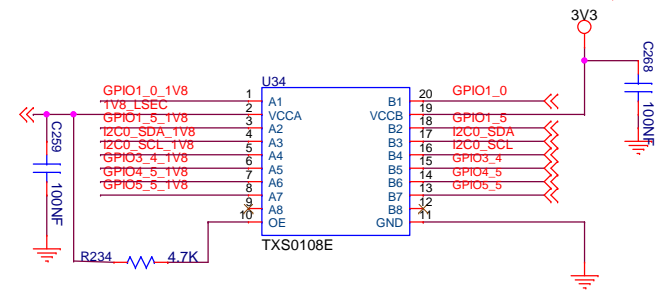 3V3
C268
100NF
U34
GPIO1_0_1V8 1 A1 B1 20 GPIO1_0
1V8_LSEC 2 VCCA VCCB 19
GPIO1_5_1V8 3 A2 B2 18 GPIO1_5
I2C0_SDA_1V8 4 A3 B3 17 I2C0_SDA
I2C0_SCL_1V8 5 A4 B4 16 I2C0_SCL
GPIO3_4_1V8 6 A5 B5 15 GPIO3_4
GPIO4_5_1V8 7 A6 B6 14 GPIO4_5
GPIO5_5_1V8 8 A7 B7 13 GPIO5_5
9 A8 B8 12
10 OE GND 11
C259
100NF
TXS0108E
R234 4.7K